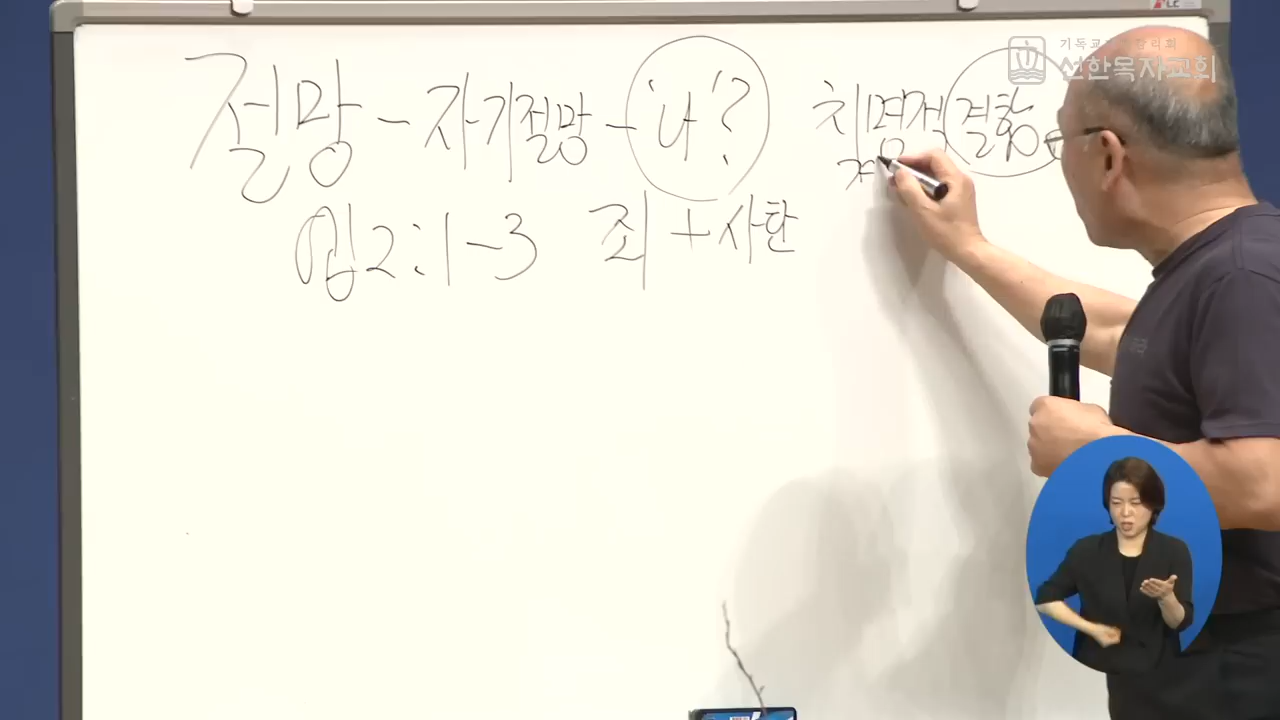 절망 - 자기절망 - '나'? 치명적 결함
엡2:1-3 죄 + 사탄
기독교대한감리회
선한목자교회